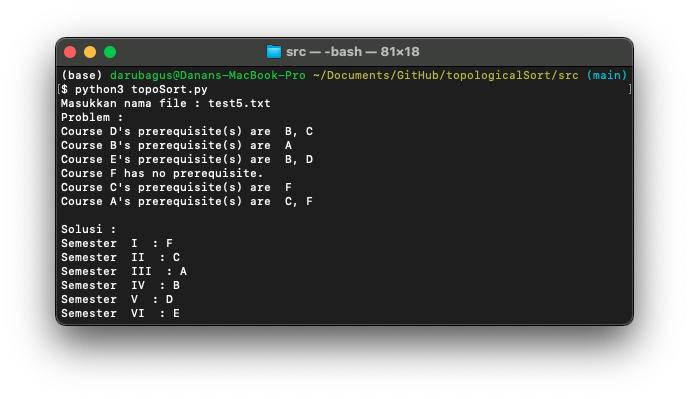 src — -bash — 81×18
(base) darubagus@Danans-MacBook-Pro ~/Documents/GitHub/topologicalSort/src (main)
[$ python3 topoSort.py ]
Masukkan nama file : test5.txt
Problem :
Course D's prerequisite(s) are  B, C
Course B's prerequisite(s) are  A
Course E's prerequisite(s) are  B, D
Course F has no prerequisite.
Course C's prerequisite(s) are  F
Course A's prerequisite(s) are  C, F

Solusi :
Semester  I  : F
Semester  II  : C
Semester  III  : A
Semester  IV  : B
Semester  V  : D
Semester  VI  : E